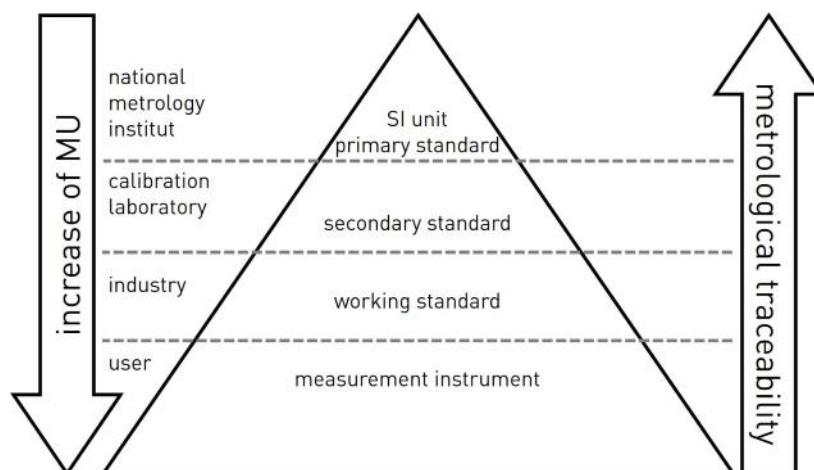 increase of MU
national
metrology
institut
SI unit
primary standard
calibration
laboratory
secondary standard
industry
working standard
user
measurement instrument
metrological traceability